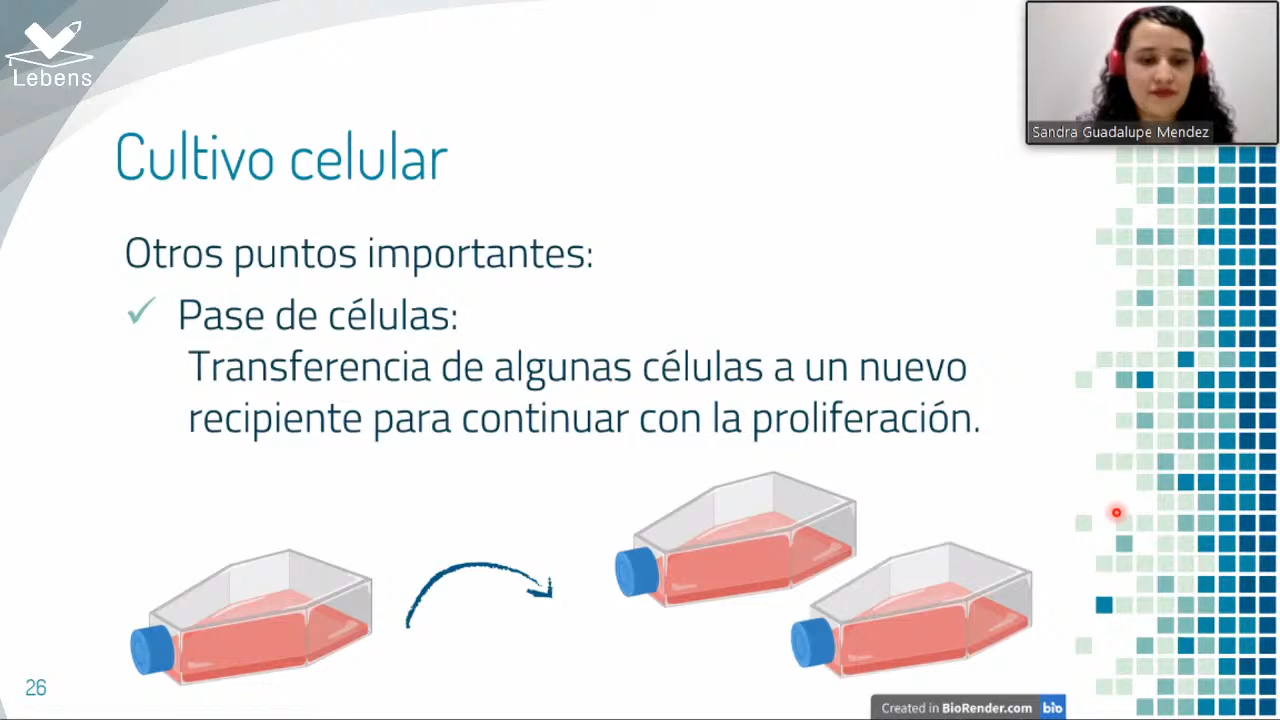 Lebens
Sandra Guadalupe Mendez
Cultivo celular
Otros puntos importantes:
✓ Pase de células:
Transferencia de algunas células a un nuevo
recipiente para continuar con la proliferación.
26
Created in BioRender.com bio